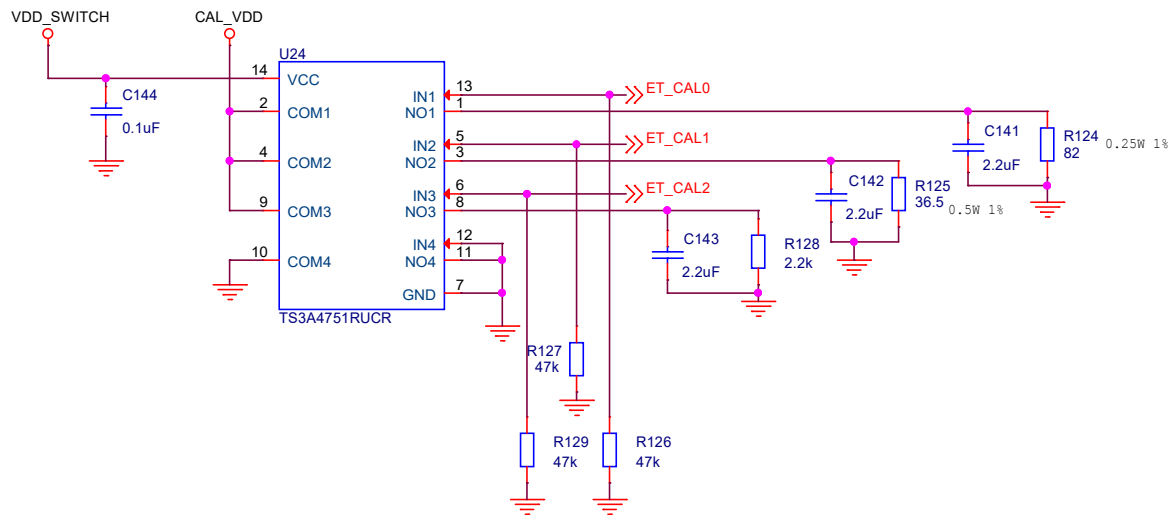 VDD_SWITCH
CAL_VDD
U24
14
VCC
C144
0.1uF
2
COM1
4
COM2
9
COM3
10
COM4
IN1
13
ET_CAL0
NO1
1
IN2
5
ET_CAL1
NO2
3
IN3
6
ET_CAL2
NO3
8
IN4
12
NO4
11
GND
7
TS3A4751RUCR
C141
2.2uF
R124
82
0.25W 1%
C142
2.2uF
R125
36.5
0.5W 1%
C143
2.2uF
R128
2.2k
R127
47k
R129
47k
R126
47k